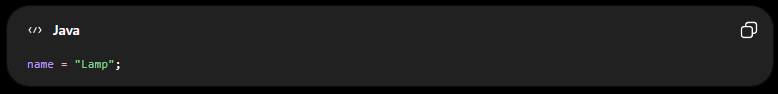 </> Java
name = "Lamp";